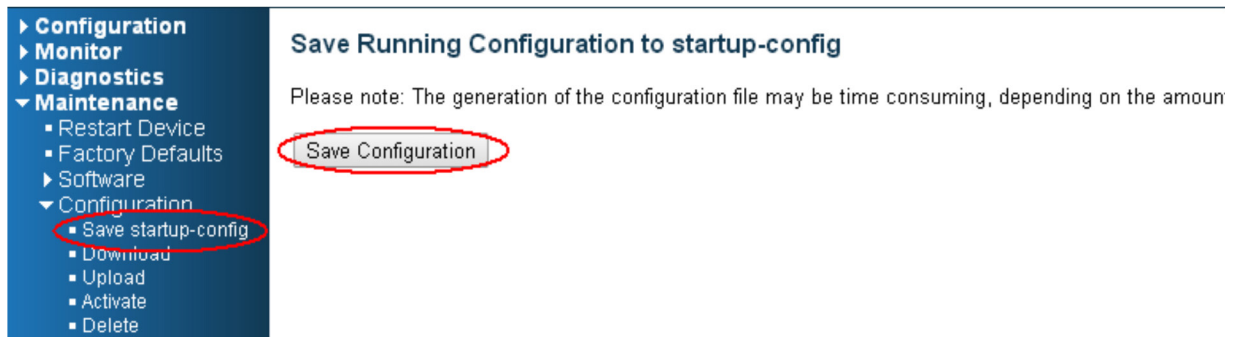 Configuration
Monitor
Diagnostics
Maintenance
Restart Device
Factory Defaults
Software
Configuration
Save startup-config
Download
Upload
Activate
Delete
Save Running Configuration to startup-config
Please note: The generation of the configuration file may be time consuming, depending on the amoun
Save Configuration